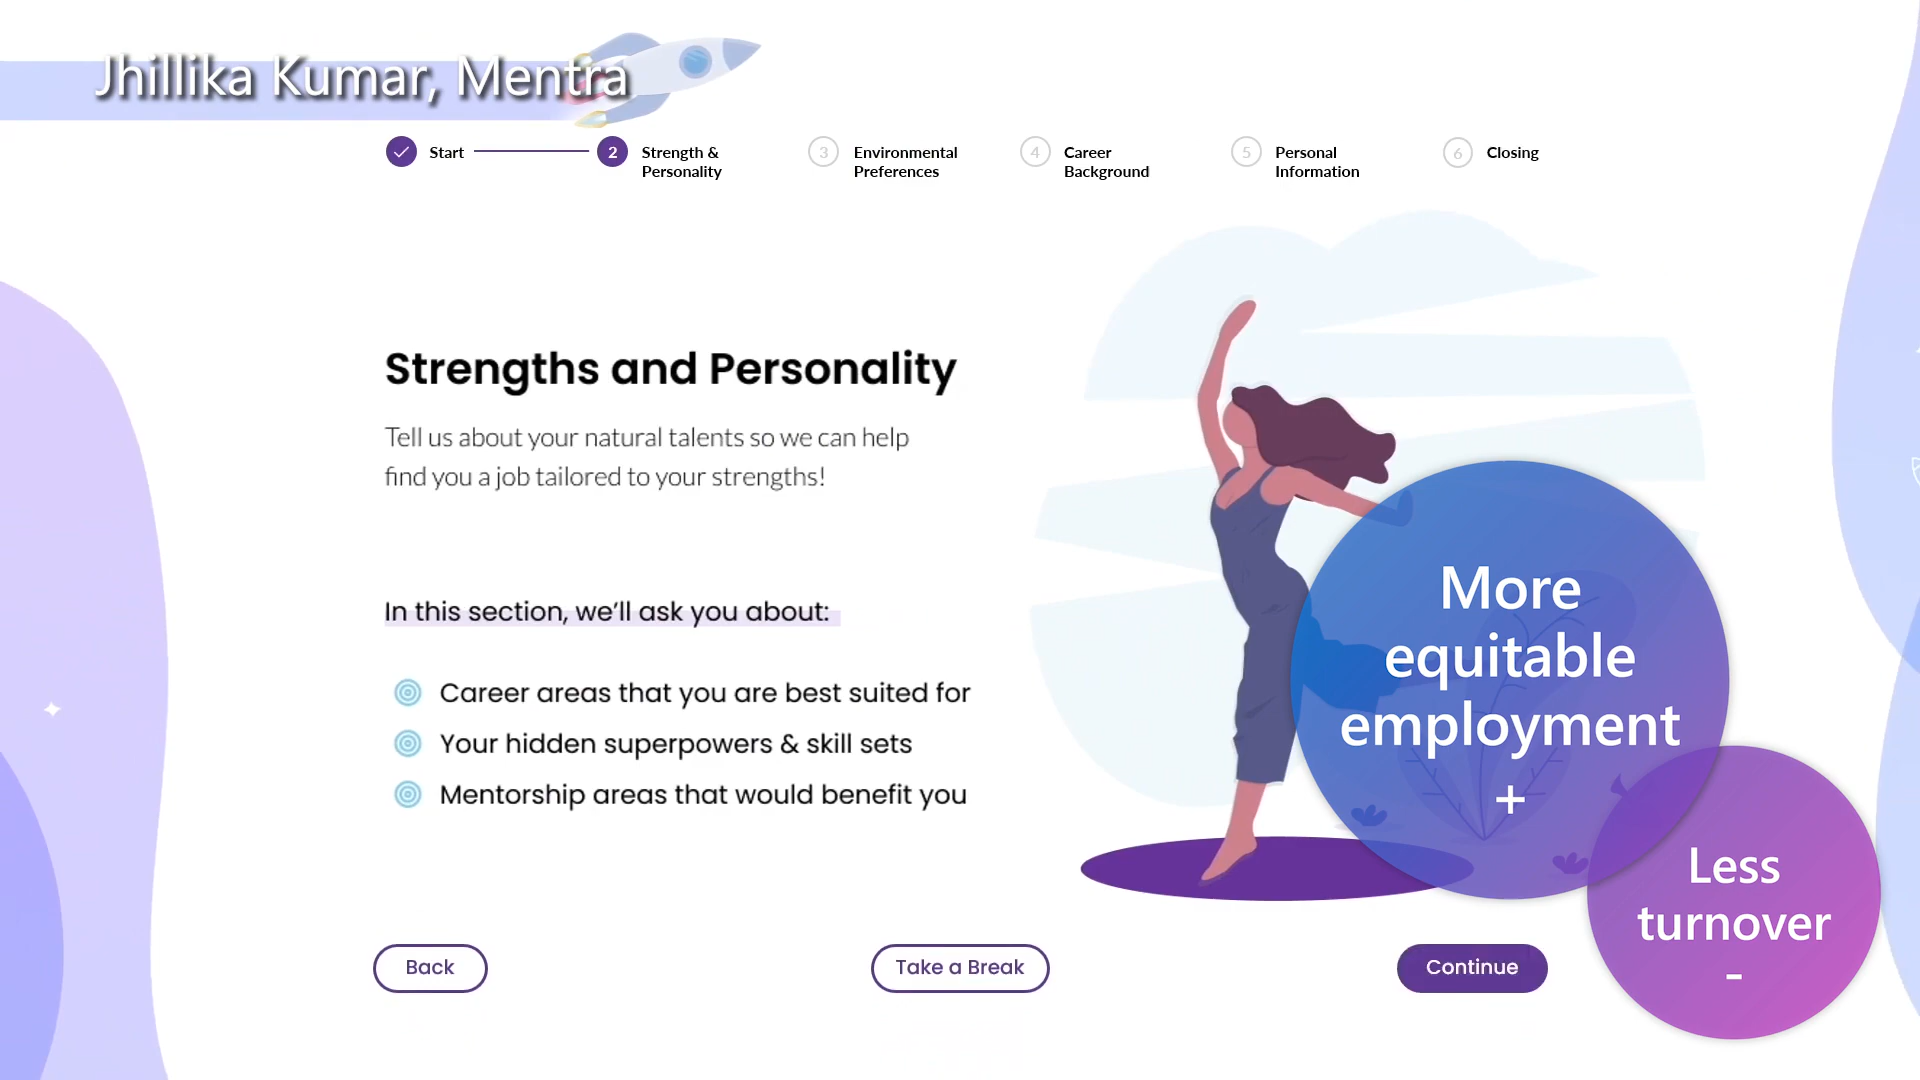 Jhillika Kumar, Mentra
Start
2
Strength &
Personality
3
Environmental
Preferences
4
Career
Background
5
Personal
Information
6
Closing
Strengths and Personality
Tell us about your natural talents so we can help
find you a job tailored to your strengths!
In this section, we’ll ask you about:
Career areas that you are best suited for
Your hidden superpowers & skill sets
Mentorship areas that would benefit you
More
equitable
employment
+
Less
turnover
-
Back
Take a Break
Continue